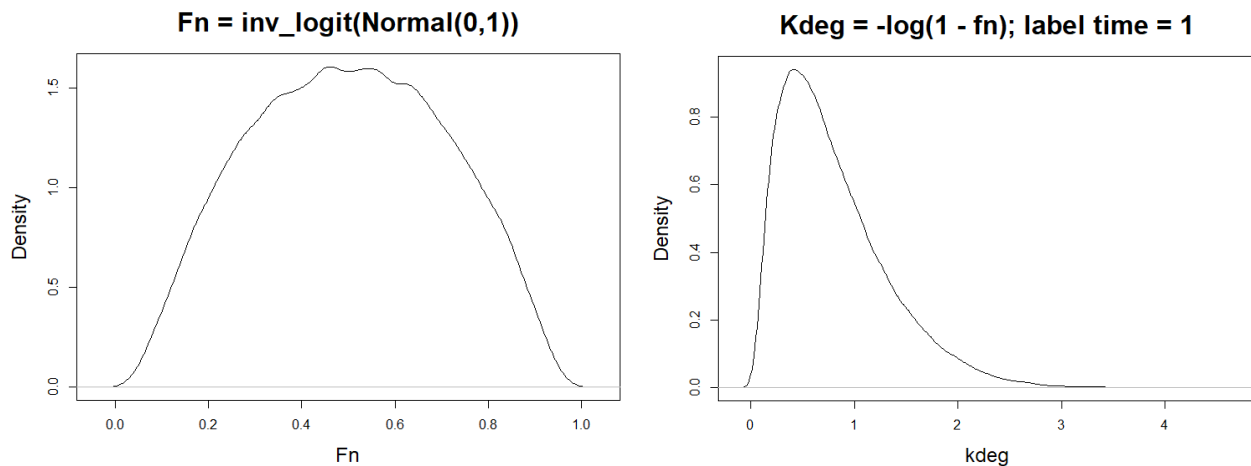 Fn = inv_logit(Normal(0,1))
Density
0.0
0.5
1.0
1.5
0.0 0.2 0.4 0.6 0.8 1.0
Fn
Kdeg = -log(1 - fn); label time = 1
Density
0.0
0.2
0.4
0.6
0.8
0 1 2 3 4
kdeg